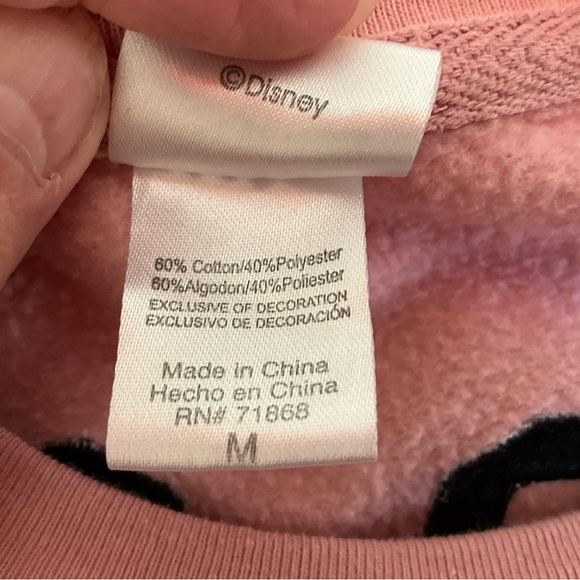 ©Disney
60% Cotton/40%Polyester
60%Algodon/40%Poliester
EXCLUSIVE OF DECORATION
EXCLUSIVO DE DECORACIÓN
Made in China
Hecho en China
RN# 71868
M